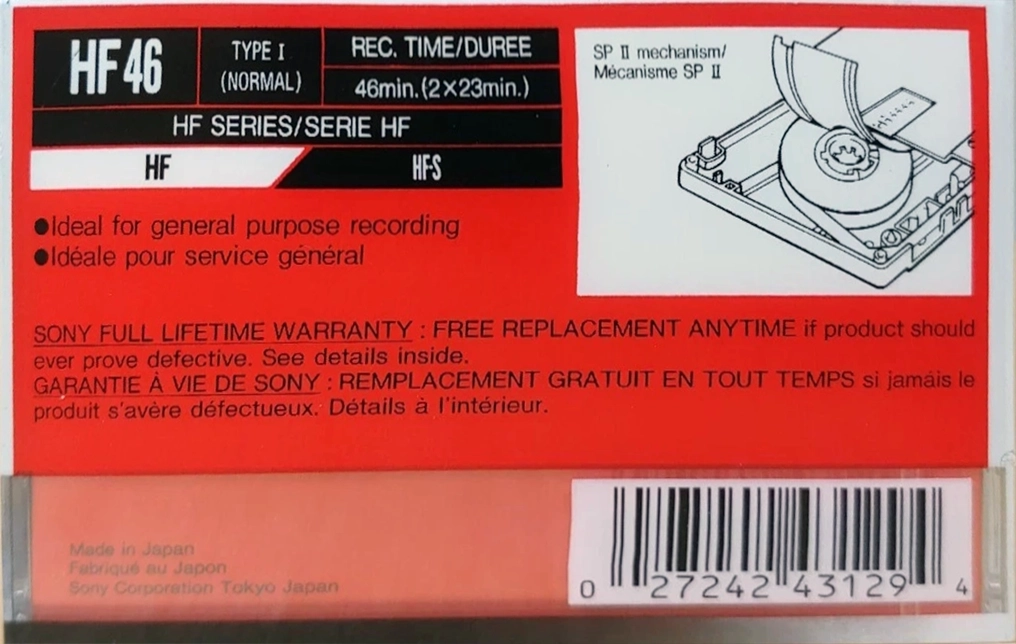 HF46
TYPE I
(NORMAL)
REC. TIME/DUREE
46min.(2×23min.)
HF SERIES/SERIE HF
HF
HF-S
SP II mechanism/
Mécanisme SP II
●Ideal for general purpose recording
●Idéale pour service général
SONY FULL LIFETIME WARRANTY : FREE REPLACEMENT ANYTIME if product should
ever prove defective. See details inside.
GARANTIE À VIE DE SONY : REMPLACEMENT GRATUIT EN TOUT TEMPS si jamais le
produit s'avère défectueux. Détails à l'intérieur.
Made in Japan
Fabriqué au Japon
Sony Corporation Tokyo Japan
0 27242 43129 4